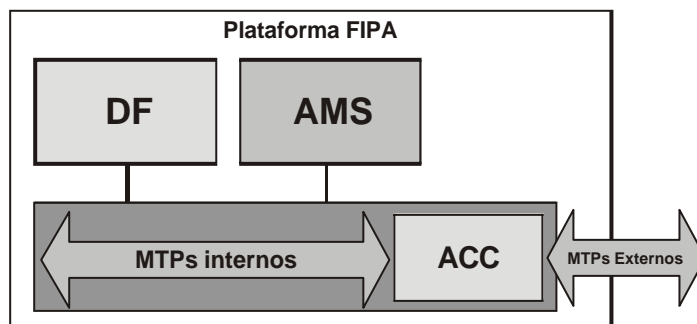 Plataforma FIPA
DF
AMS
MTPs internos
ACC
MTPs Externos